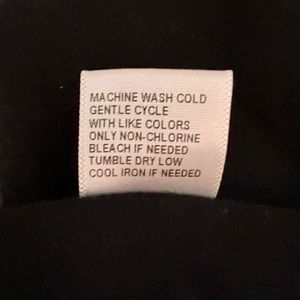 MACHINE WASH COLD
GENTLE CYCLE
WITH LIKE COLORS
ONLY NON-CHLORINE
BLEACH IF NEEDED
TUMBLE DRY LOW
COOL IRON IF NEEDED